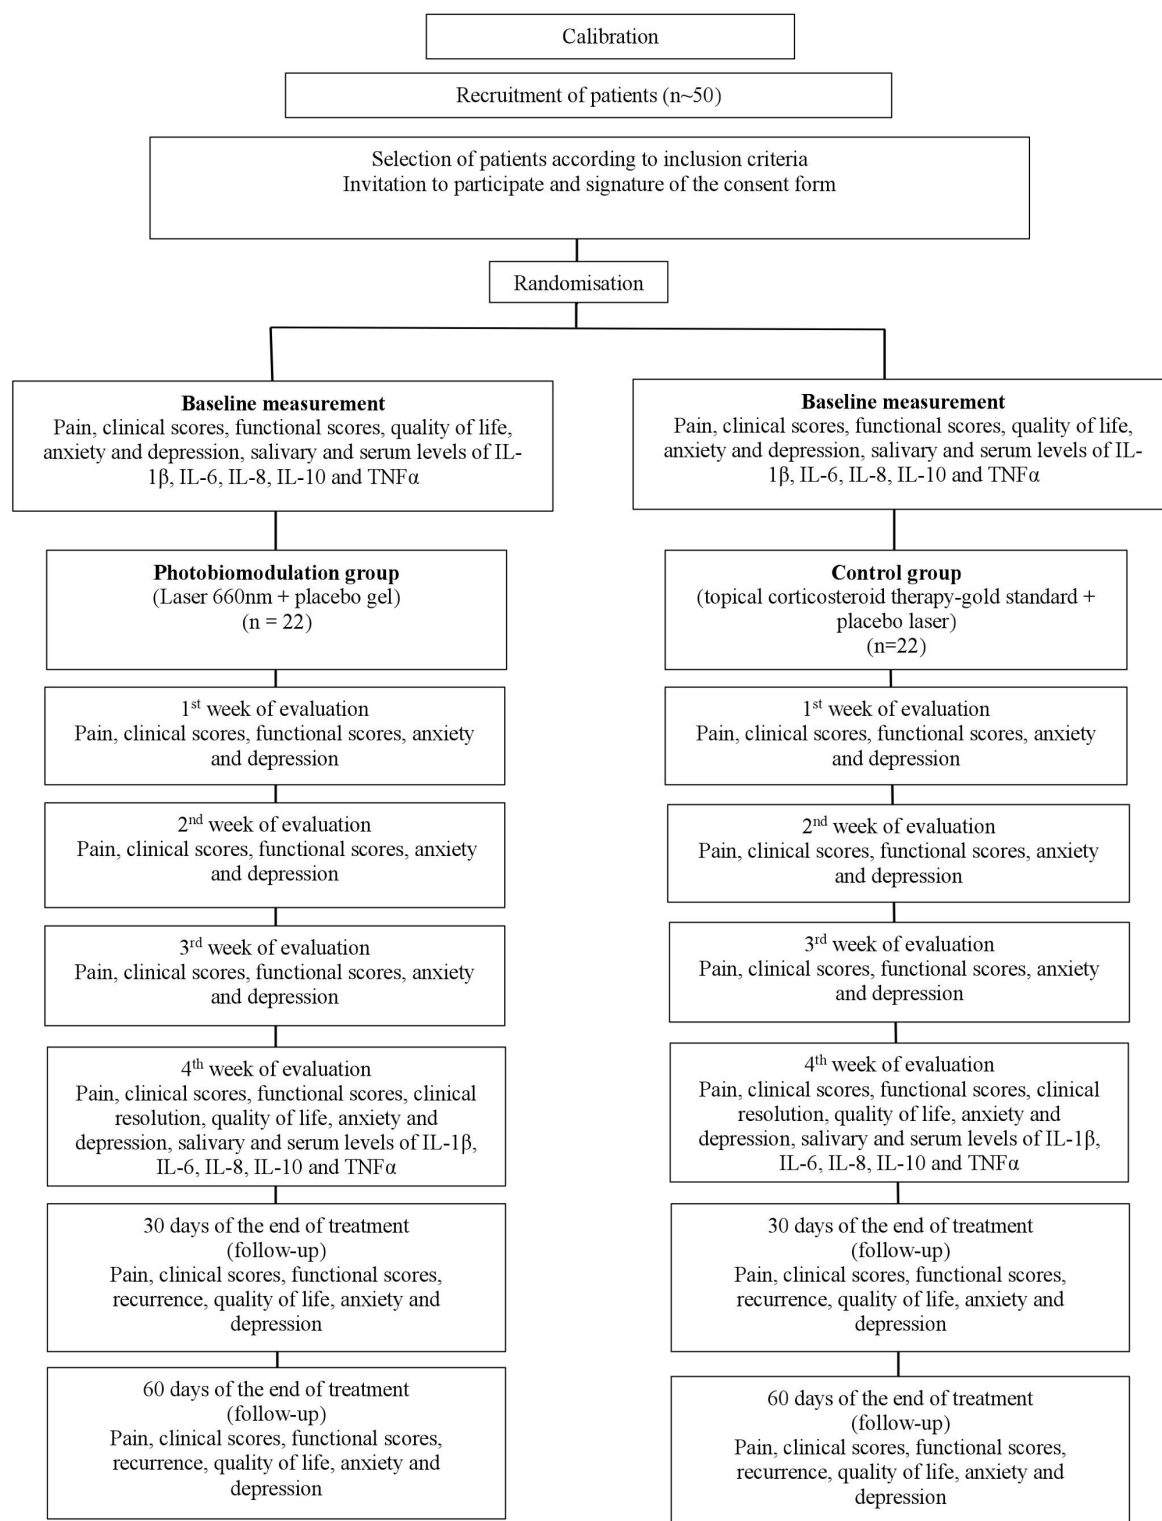 Calibration
Recruitment of patients (n~50)
Selection of patients according to inclusion criteria
Invitation to participate and signature of the consent form
Randomisation
Baseline measurement
Pain, clinical scores, functional scores, quality of life,
anxiety and depression, salivary and serum levels of IL-
1β, IL-6, IL-8, IL-10 and TNFα
Baseline measurement
Pain, clinical scores, functional scores, quality of life,
anxiety and depression, salivary and serum levels of IL-
1β, IL-6, IL-8, IL-10 and TNFα
Photobiomodulation group
(Laser 660nm + placebo gel)
(n = 22)
Control group
(topical corticosteroid therapy-gold standard +
placebo laser)
(n=22)
1st week of evaluation
Pain, clinical scores, functional scores, anxiety
and depression
1st week of evaluation
Pain, clinical scores, functional scores, anxiety
and depression
2nd week of evaluation
Pain, clinical scores, functional scores, anxiety
and depression
2nd week of evaluation
Pain, clinical scores, functional scores, anxiety
and depression
3rd week of evaluation
Pain, clinical scores, functional scores, anxiety
and depression
3rd week of evaluation
Pain, clinical scores, functional scores, anxiety
and depression
4th week of evaluation
Pain, clinical scores, functional scores, clinical
resolution, quality of life, anxiety and
depression, salivary and serum levels of IL-1β,
IL-6, IL-8, IL-10 and TNFα
4th week of evaluation
Pain, clinical scores, functional scores, clinical
resolution, quality of life, anxiety and
depression, salivary and serum levels of IL-1β,
IL-6, IL-8, IL-10 and TNFα
30 days of the end of treatment
(follow-up)
Pain, clinical scores, functional scores,
recurrence, quality of life, anxiety and
depression
30 days of the end of treatment
(follow-up)
Pain, clinical scores, functional scores,
recurrence, quality of life, anxiety and
depression
60 days of the end of treatment
(follow-up)
Pain, clinical scores, functional scores,
recurrence, quality of life, anxiety and
depression
60 days of the end of treatment
(follow-up)
Pain, clinical scores, functional scores,
recurrence, quality of life, anxiety and
depression